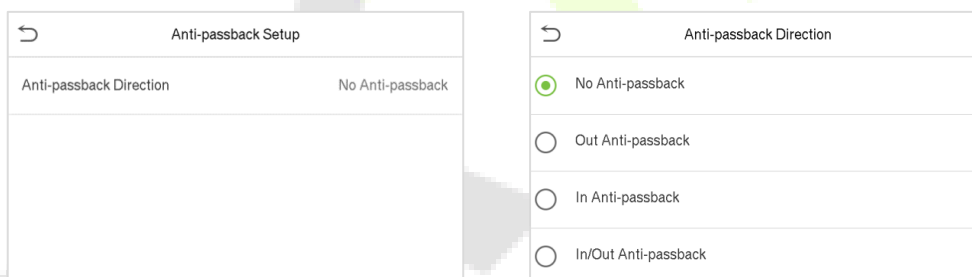 Anti-passback Setup
Anti-passback Direction
No Anti-passback
Anti-passback Direction
No Anti-passback
Out Anti-passback
In Anti-passback
In/Out Anti-passback